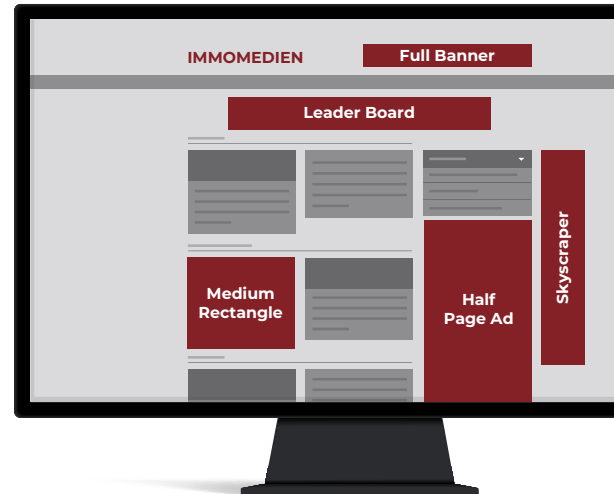 IMMOMEDIEN
Full Banner
Leader Board
Skyscraper
Medium
Rectangle
Half
Page Ad